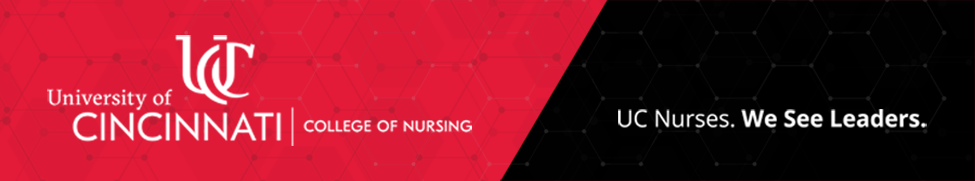 UC
University of
CINCINNATI
COLLEGE OF NURSING
UC Nurses. We See Leaders.